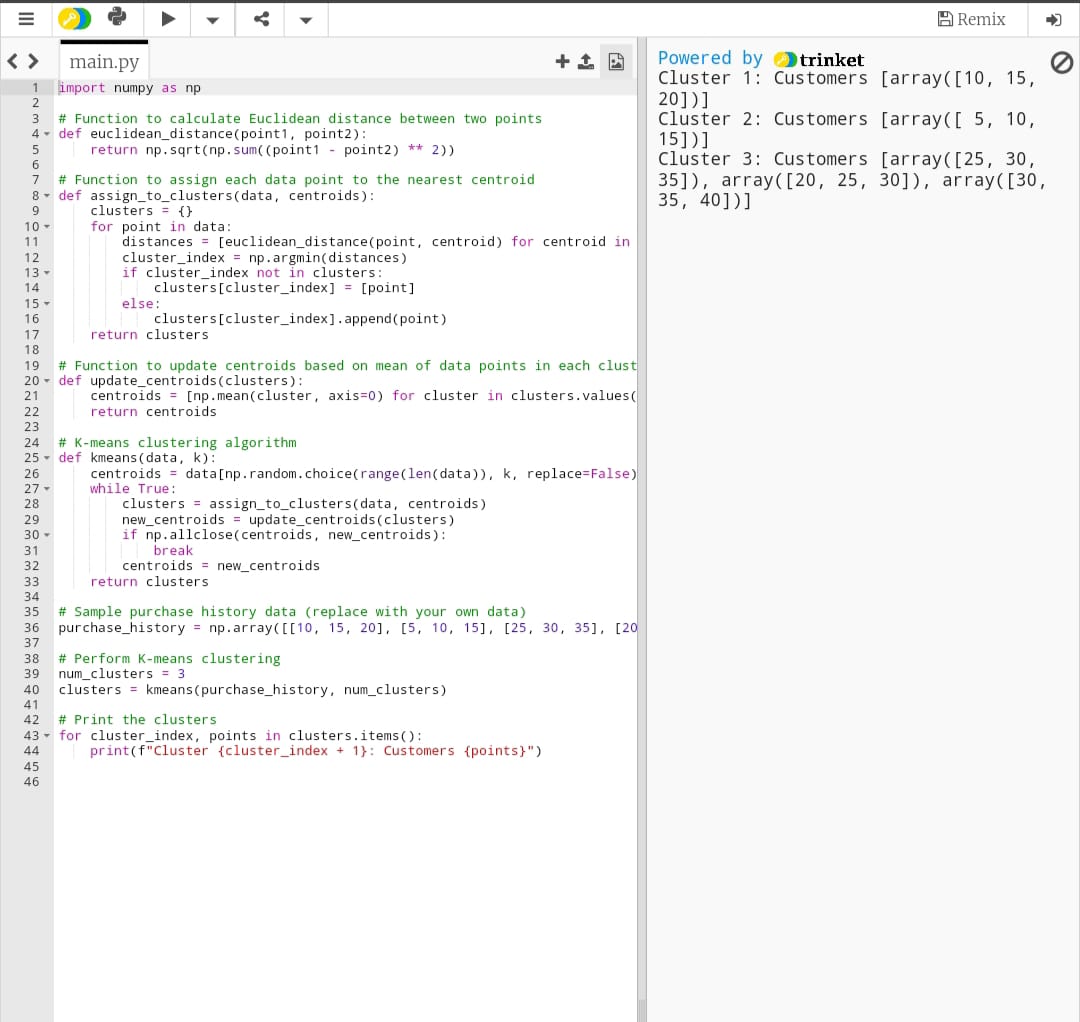 Remix
main.py
1 import numpy as np
2
3 # Function to calculate Euclidean distance between two points
4 def euclidean_distance(point1, point2):
5     return np.sqrt(np.sum((point1 - point2) ** 2))
6
7 # Function to assign each data point to the nearest centroid
8 def assign_to_clusters(data, centroids):
9     clusters = {}
10     for point in data:
11         distances = [euclidean_distance(point, centroid) for centroid in
12         cluster_index = np.argmin(distances)
13         if cluster_index not in clusters:
14             clusters[cluster_index] = [point]
15         else:
16             clusters[cluster_index].append(point)
17     return clusters
18
19 # Function to update centroids based on mean of data points in each clust
20 def update_centroids(clusters):
21     centroids = [np.mean(cluster, axis=0) for cluster in clusters.values(
22     return centroids
23
24 # K-means clustering algorithm
25 def kmeans(data, k):
26     centroids = data[np.random.choice(range(len(data)), k, replace=False)
27     while True:
28         clusters = assign_to_clusters(data, centroids)
29         new_centroids = update_centroids(clusters)
30         if np.allclose(centroids, new_centroids):
31             break
32         centroids = new_centroids
33     return clusters
34
35 # Sample purchase history data (replace with your own data)
36 purchase_history = np.array([[10, 15, 20], [5, 10, 15], [25, 30, 35], [20
37
38 # Perform K-means clustering
39 num_clusters = 3
40 clusters = kmeans(purchase_history, num_clusters)
41
42 # Print the clusters
43 for cluster_index, points in clusters.items():
44     print(f"Cluster {cluster_index + 1}: Customers {points}")
45
46
Powered by trinket
Cluster 1: Customers [array([10, 15,
20])]
Cluster 2: Customers [array([ 5, 10,
15])]
Cluster 3: Customers [array([25, 30,
35]), array([20, 25, 30]), array([30,
35, 40])]